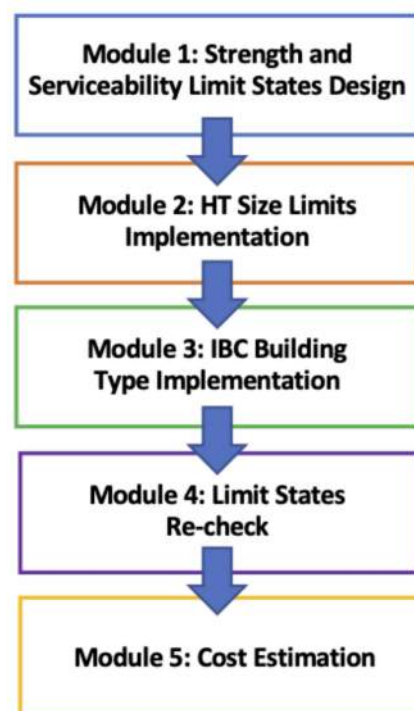 Module 1: Strength and
Serviceability Limit States Design
Module 2: HT Size Limits
Implementation
Module 3: IBC Building
Type Implementation
Module 4: Limit States
Re-check
Module 5: Cost Estimation